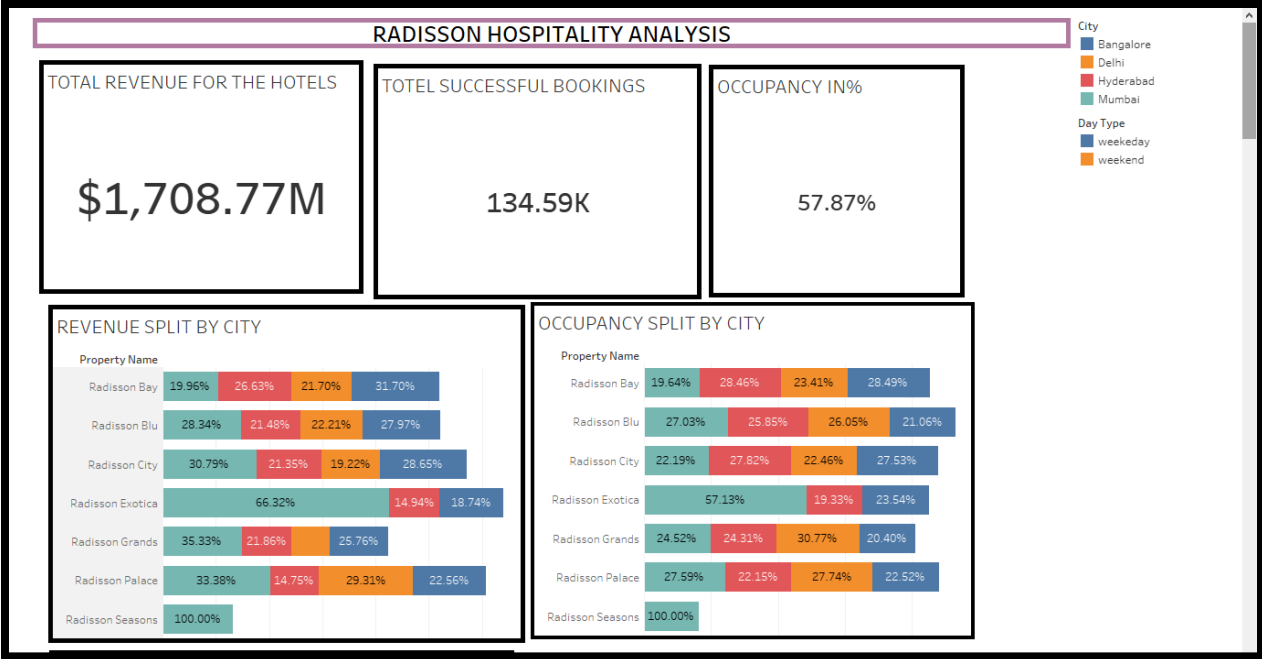 RADISSON HOSPITALITY ANALYSIS
City
Bangalore
Delhi
Hyderabad
Mumbai
Day Type
weekeday
weekend
TOTAL REVENUE FOR THE HOTELS
$1,708.77M
TOTEL SUCCESSFUL BOOKINGS
134.59K
OCCUPANCY IN%
57.87%
REVENUE SPLIT BY CITY
Property Name
Radisson Bay 19.96% 26.63% 21.70% 31.70%
Radisson Blu 28.34% 21.48% 22.21% 27.97%
Radisson City 30.79% 21.35% 19.22% 28.65%
Radisson Exotica 66.32% 14.94% 18.74%
Radisson Grands 35.33% 21.86% 25.76%
Radisson Palace 33.38% 14.75% 29.31% 22.56%
Radisson Seasons 100.00%
OCCUPANCY SPLIT BY CITY
Property Name
Radisson Bay 19.64% 28.46% 23.41% 28.49%
Radisson Blu 27.03% 25.85% 26.05% 21.06%
Radisson City 22.19% 27.82% 22.46% 27.53%
Radisson Exotica 57.13% 19.33% 23.54%
Radisson Grands 24.52% 24.31% 30.77% 20.40%
Radisson Palace 27.59% 22.15% 27.74% 22.52%
Radisson Seasons 100.00%